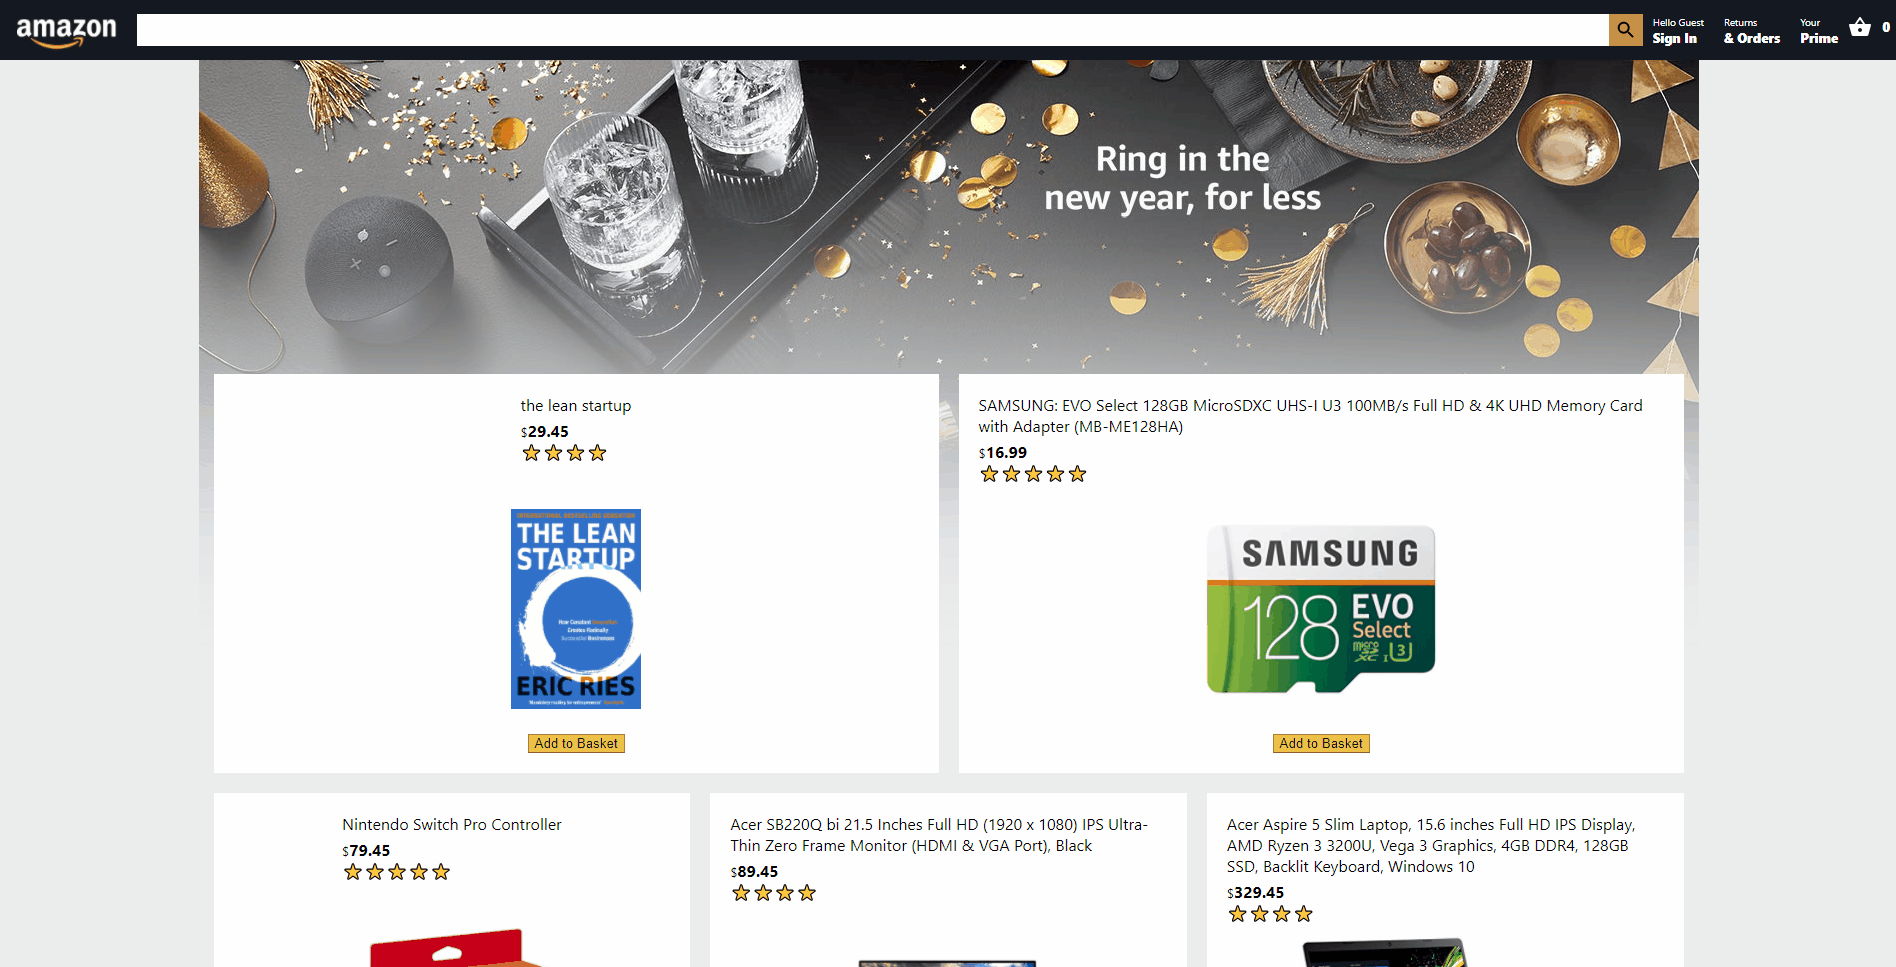 amazon
Hello Guest
Sign In
Returns
& Orders
Your
Prime
0
Ring in the
new year, for less
the lean startup
$29.45
SAMSUNG: EVO Select 128GB MicroSDXC UHS-I U3 100MB/s Full HD & 4K UHD Memory Card
with Adapter (MB-ME128HA)
$16.99
INTERNATIONAL BESTSELLING SENSATION
THE LEAN
STARTUP
How Constant Innovation
Creates Radically
Successful Businesses
ERIC RIES
SAMSUNG
128
EVO
Select
micro
SD
XC I U3
Add to Basket
Add to Basket
Nintendo Switch Pro Controller
$79.45
Acer SB220Q bi 21.5 Inches Full HD (1920 x 1080) IPS Ultra-
Thin Zero Frame Monitor (HDMI & VGA Port), Black
$89.45
Acer Aspire 5 Slim Laptop, 15.6 inches Full HD IPS Display,
AMD Ryzen 3 3200U, Vega 3 Graphics, 4GB DDR4, 128GB
SSD, Backlit Keyboard, Windows 10
$329.45